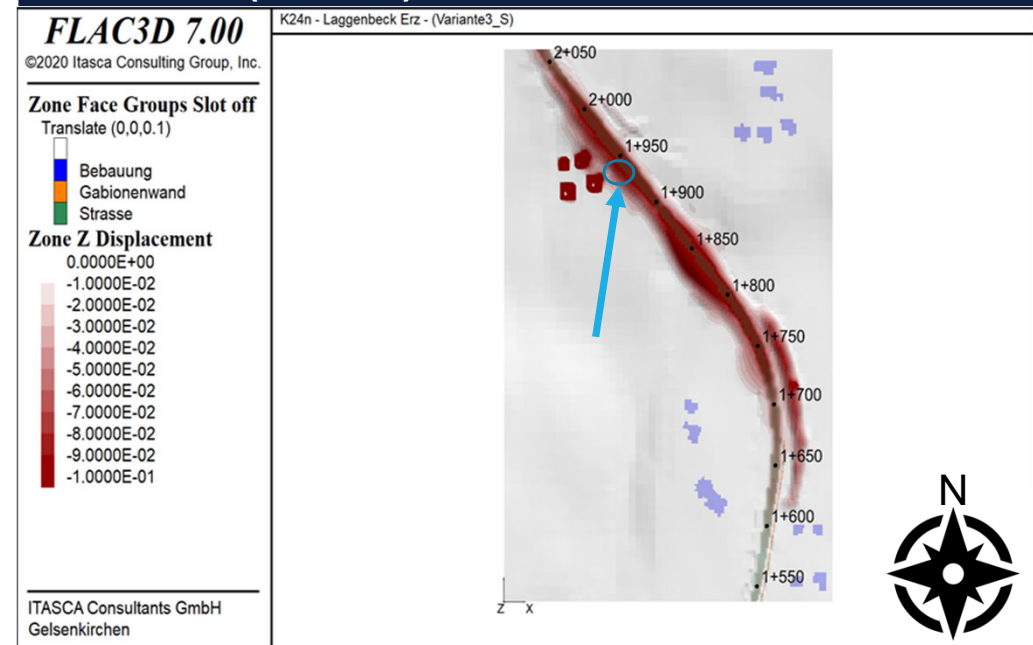 FLAC3D 7.00
©2020 Itasca Consulting Group, Inc.
Zone Face Groups Slot off
Translate (0,0,0.1)
Bebauung
Gabionenwand
Strasse
Zone Z Displacement
0.0000E+00
-1.0000E-02
-2.0000E-02
-3.0000E-02
-4.0000E-02
-5.0000E-02
-6.0000E-02
-7.0000E-02
-8.0000E-02
-9.0000E-02
-1.0000E-01
ITASCA Consultants GmbH
Gelsenkirchen
K24n - Laggenbeck Erz - (Variante3_S)
2+050
2+000
1+950
1+900
1+850
1+800
1+750
1+700
1+650
1+600
1+550
Z X
N